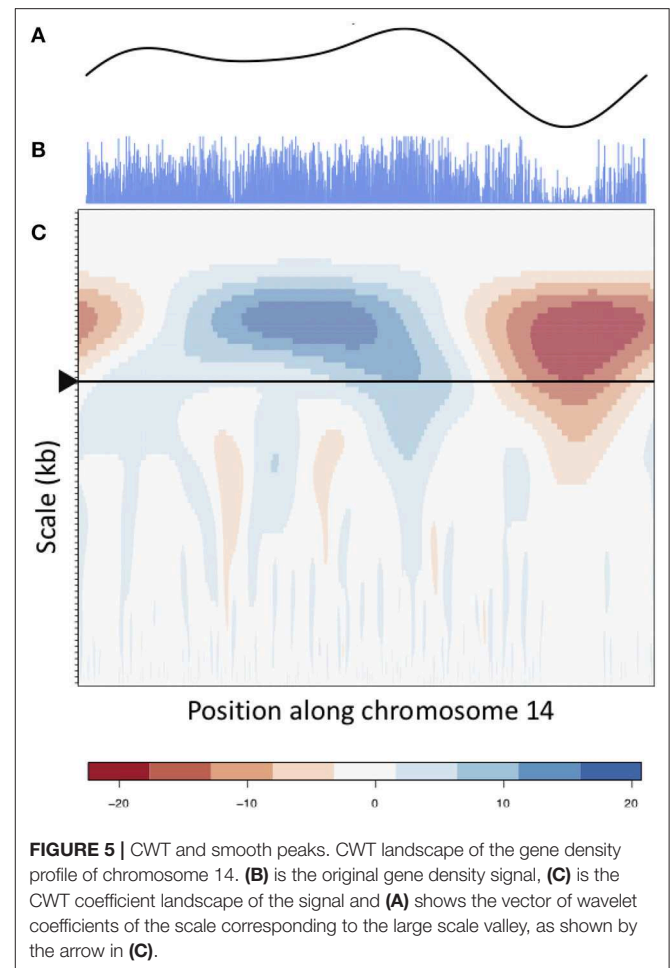 A
B
C
Scale (kb)
Position along chromosome 14
−20 −10 0 10 20
FIGURE 5 | CWT and smooth peaks. CWT landscape of the gene density
profile of chromosome 14. (B) is the original gene density signal, (C) is the
CWT coefficient landscape of the signal and (A) shows the vector of wavelet
coefficients of the scale corresponding to the large scale valley, as shown by
the arrow in (C).